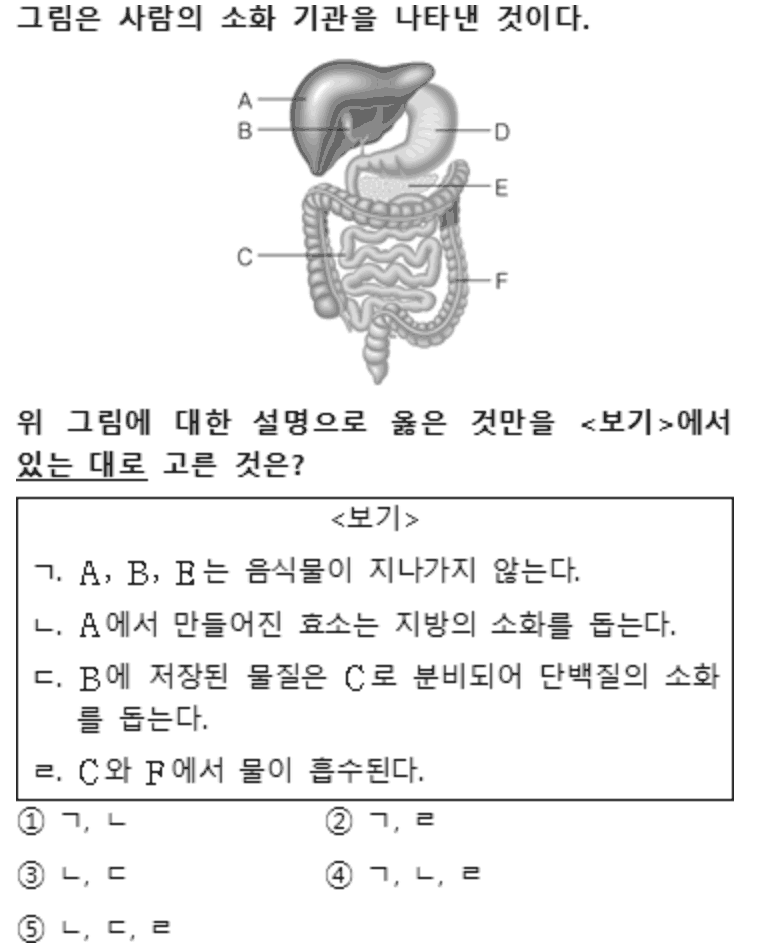 그림은 사람의 소화 기관을 나타낸 것이다.
A
B
D
E
C
F
위 그림에 대한 설명으로 옳은 것만을 <보기>에서
있는 대로 고른 것은?
<보기>
ㄱ. A, B, E는 음식물이 지나가지 않는다.
ㄴ. A에서 만들어진 효소는 지방의 소화를 돕는다.
ㄷ. B에 저장된 물질은 C로 분비되어 단백질의 소화
를 돕는다.
ㄹ. C와 F에서 물이 흡수된다.
① ㄱ, ㄴ ② ㄱ, ㄹ
③ ㄴ, ㄷ ④ ㄱ, ㄴ, ㄹ
⑤ ㄴ, ㄷ, ㄹ